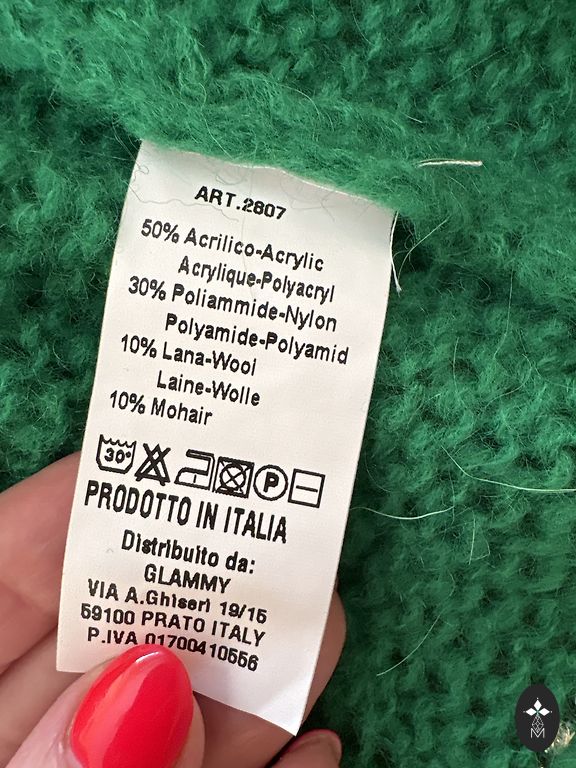 ART.2807
50% Acrilico-Acrylic
Acrylique-Polyacryl
30% Poliammide-Nylon
Polyamide-Polyamid
10% Lana-Wool
Laine-Wolle
10% Mohair
30° P
PRODOTTO IN ITALIA
Distribuito da:
GLAMMY
VIA A.Ghiseri 19/15
59100 PRATO ITALY
P.IVA 01700410556
M